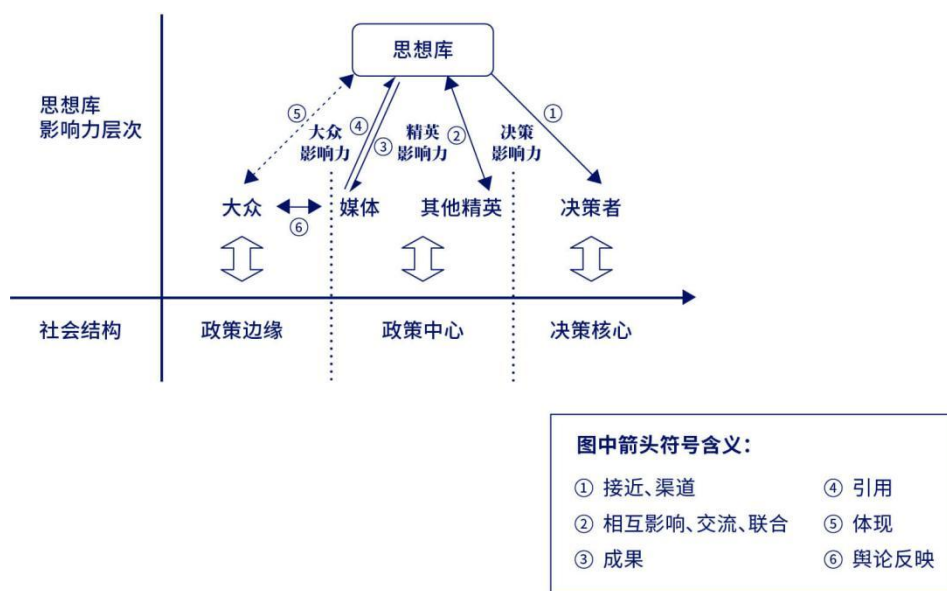 思想库
思想库
影响力层次
⑤
④
③
②
①
大众
影响力
精英
影响力
决策
影响力
大众
⑥
媒体
其他精英
决策者
社会结构
政策边缘
政策中心
决策核心
图中箭头符号含义：
① 接近、渠道
④ 引用
② 相互影响、交流、联合
⑤ 体现
③ 成果
⑥ 舆论反映